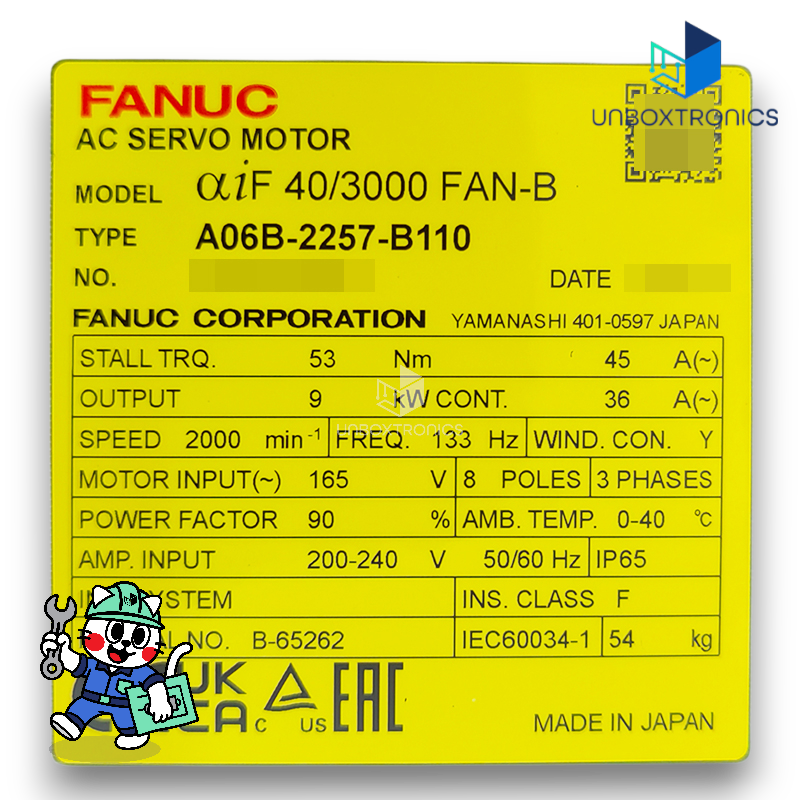 UNBOXTRONICS
FANUC
AC SERVO MOTOR
MODEL αiF 40/3000 FAN-B
TYPE A06B-2257-B110
NO. DATE
FANUC CORPORATION YAMANASHI 401-0597 JAPAN
STALL TRQ. 53 Nm 45 A(~)
OUTPUT 9 kW CONT. 36 A(~)
UNBOXTRONICS
SPEED 2000 min-1 FREQ. 133 Hz WIND. CON. Y
MOTOR INPUT(~) 165 V 8 POLES 3 PHASES
POWER FACTOR 90 % AMB. TEMP. 0-40 °C
AMP. INPUT 200-240 V 50/60 Hz IP65
INS. CLASS F
NO. B-65262 IEC60034-1 54 kg
UK
CA C US EAC
MADE IN JAPAN